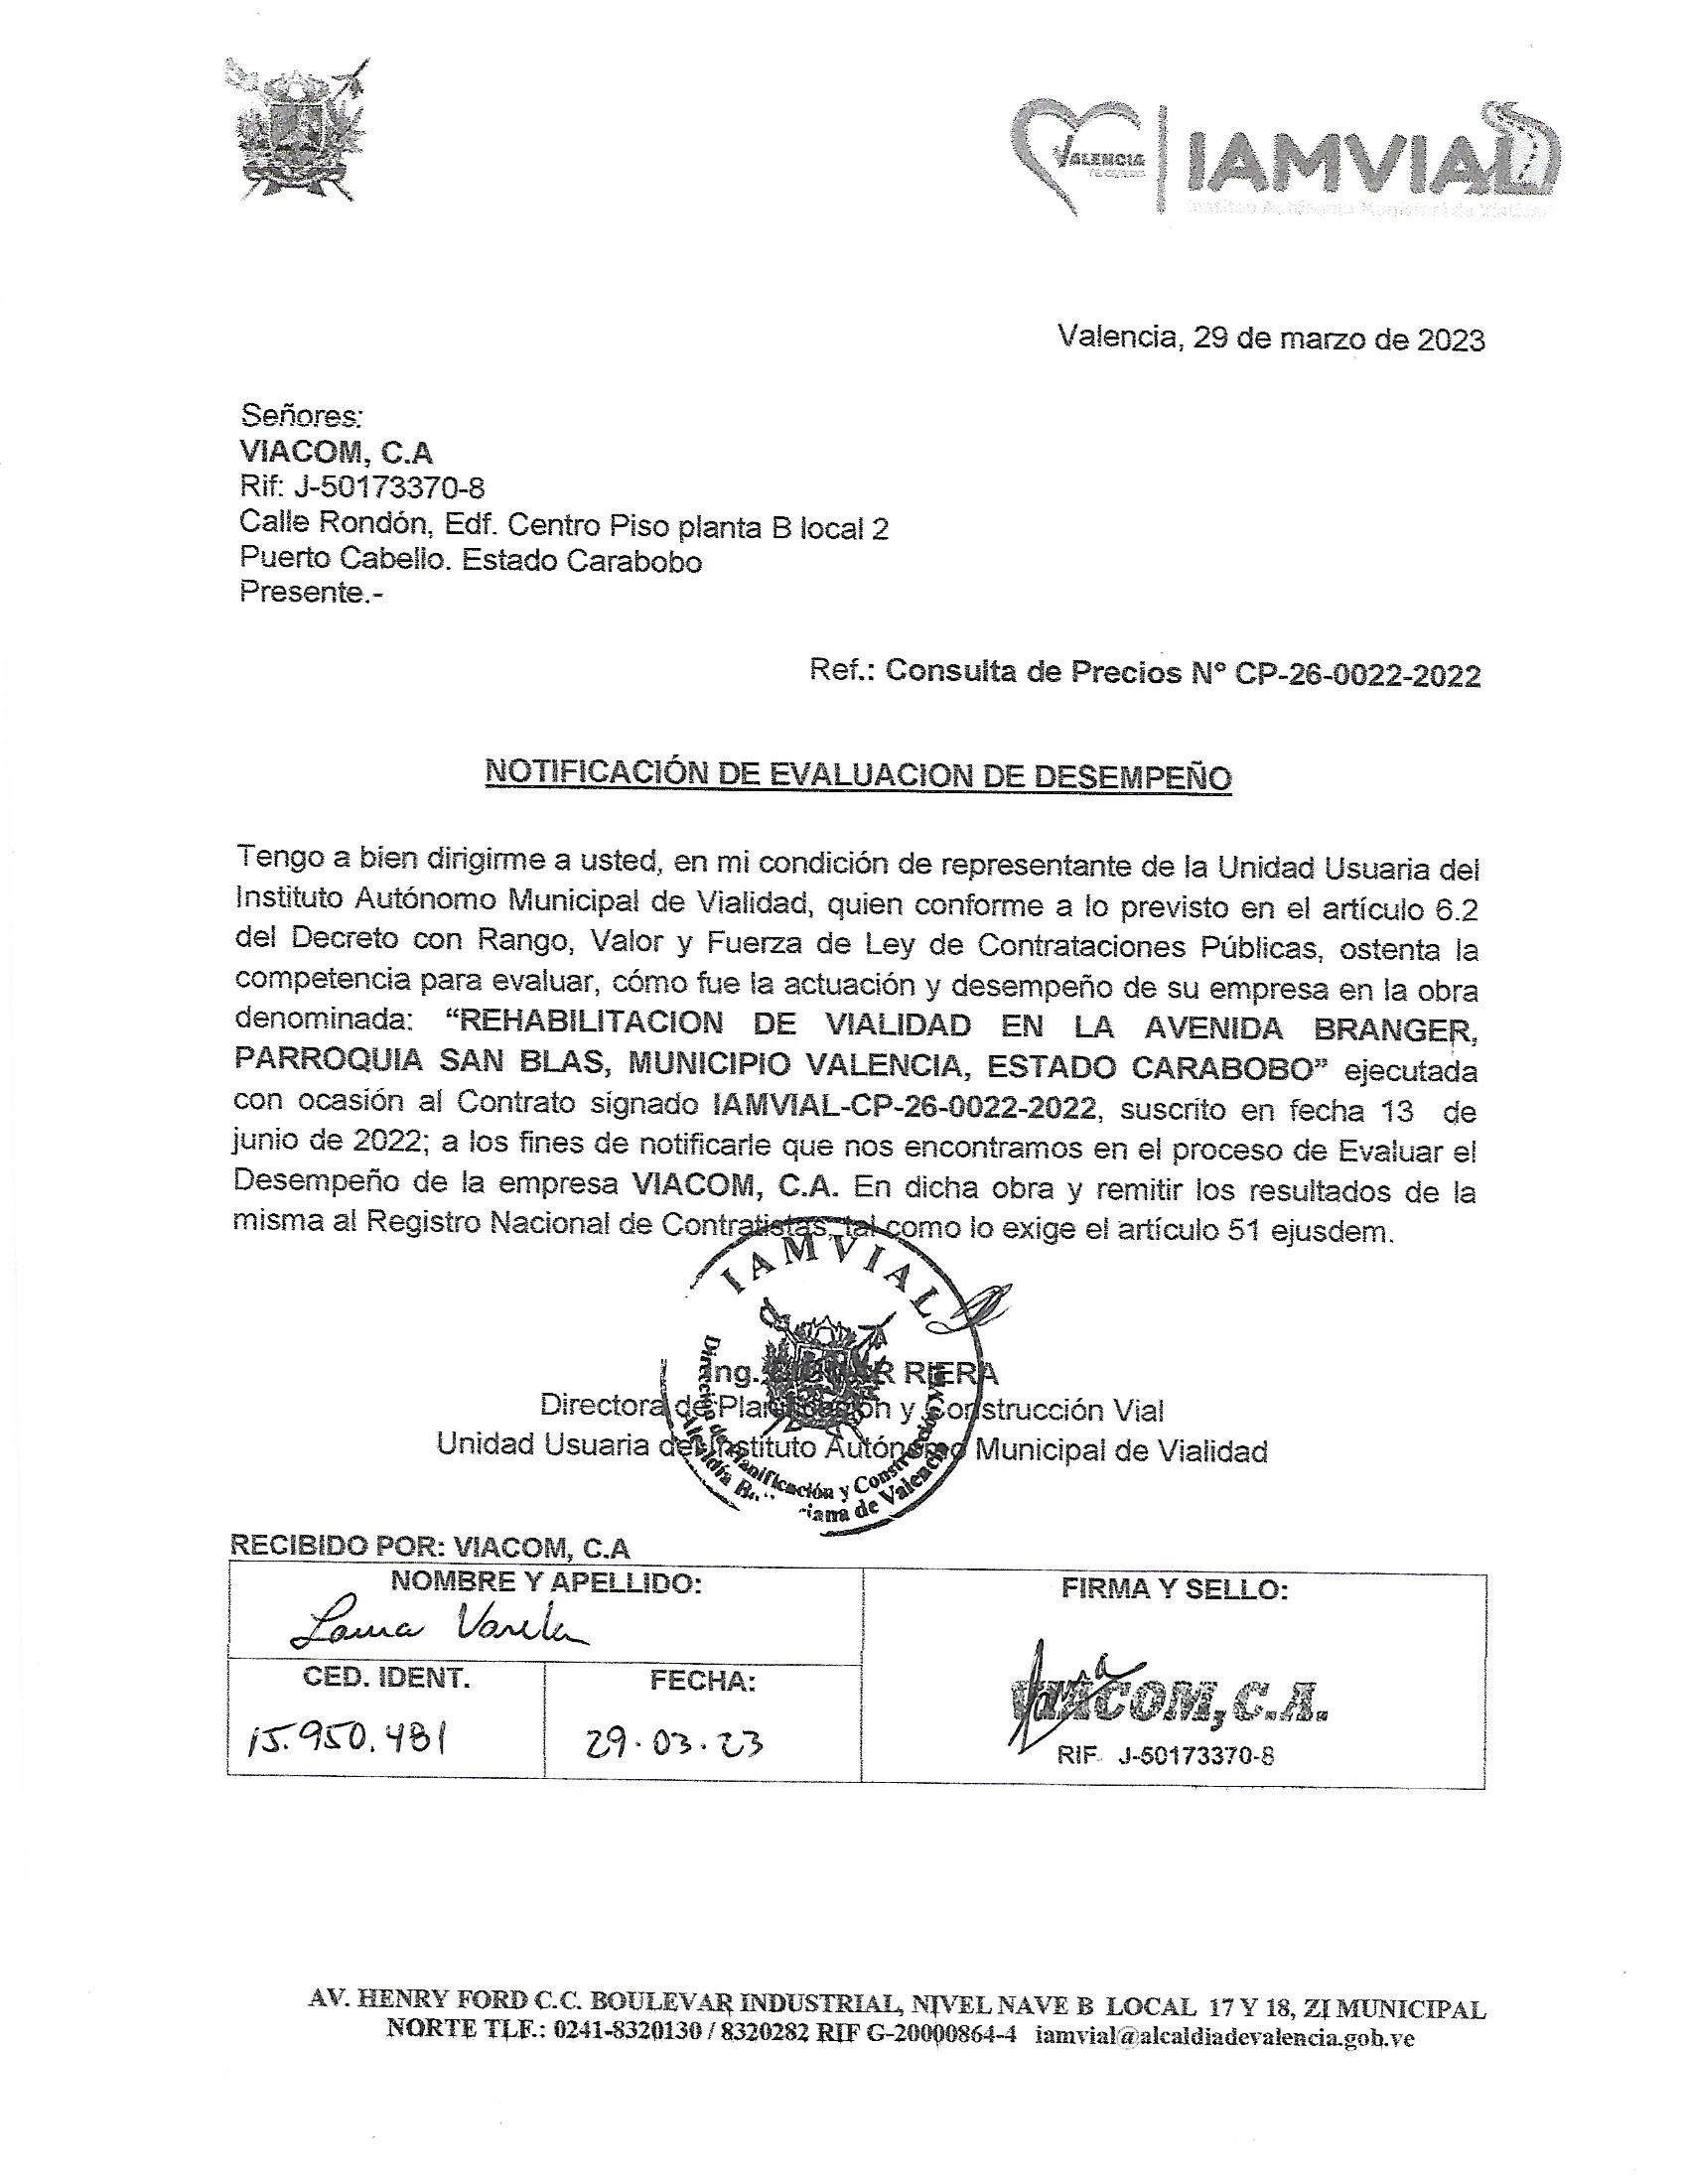 VALENCIA
IAMVIAL
Instituto Autónomo Municipal de Vialidad
Valencia, 29 de marzo de 2023
Señores:
VIACOM, C.A
Rif: J-50173370-8
Calle Rondón, Edf. Centro Piso planta B local 2
Puerto Cabello. Estado Carabobo
Presente.-
Ref.: Consulta de Precios Nº CP-26-0022-2022
NOTIFICACIÓN DE EVALUACION DE DESEMPEÑO
Tengo a bien dirigirme a usted, en mi condición de representante de la Unidad Usuaria del
Instituto Autónomo Municipal de Vialidad, quien conforme a lo previsto en el artículo 6.2
del Decreto con Rango, Valor y Fuerza de Ley de Contrataciones Públicas, ostenta la
competencia para evaluar, cómo fue la actuación y desempeño de su empresa en la obra
denominada: “REHABILITACION DE VIALIDAD EN LA AVENIDA BRANGER,
PARROQUIA SAN BLAS, MUNICIPIO VALENCIA, ESTADO CARABOBO” ejecutada
con ocasión al Contrato signado IAMVIAL-CP-26-0022-2022, suscrito en fecha 13 de
junio de 2022; a los fines de notificarle que nos encontramos en el proceso de Evaluar el
Desempeño de la empresa VIACOM, C.A. En dicha obra y remitir los resultados de la
misma al Registro Nacional de Contratistas, tal como lo exige el artículo 51 ejusdem.
IAMVIAL
Ing. RIERA
Directora de Planificación y Construcción Vial
Unidad Usuaria del Instituto Autónomo Municipal de Vialidad
Dirección de Planificación y Construcción
Alcaldía de Valencia
RECIBIDO POR: VIACOM, C.A
NOMBRE Y APELLIDO:
Laura Varela
FIRMA Y SELLO:
CED. IDENT.
FECHA:
15.950.481
29.03.23
VIACOM, C.A.
RIF. J-50173370-8
AV. HENRY FORD C.C. BOULEVAR INDUSTRIAL, NIVEL NAVE B LOCAL 17 Y 18, ZI MUNICIPAL
NORTE TLF.: 0241-8320130 / 8320282 RIF G-20000864-4 iamvial@alcaldiadevalencia.gob.ve